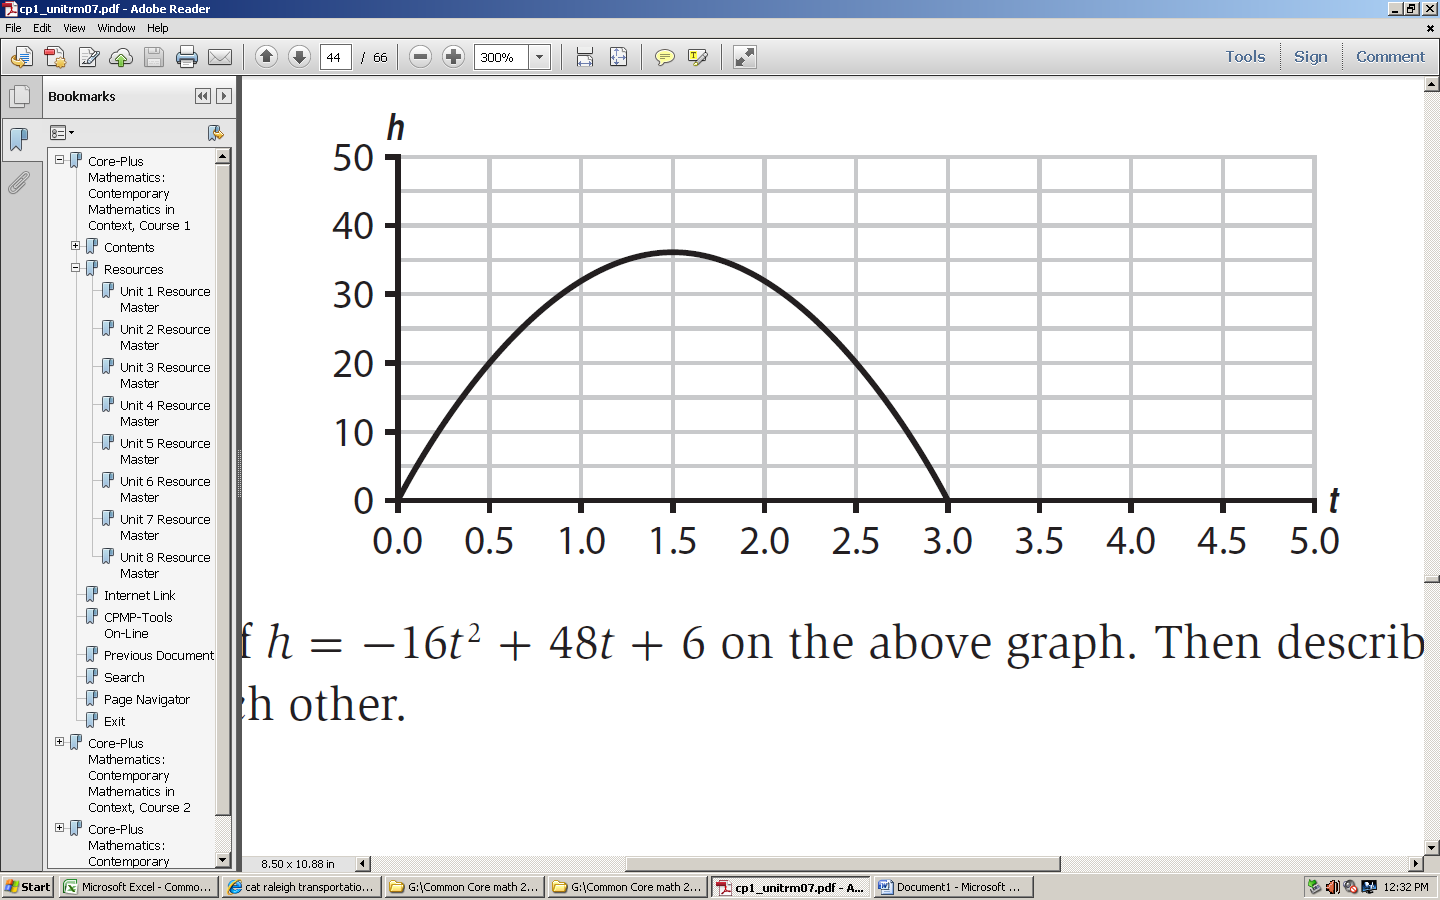 cp1_unitrm07.pdf - Adobe Reader
File Edit View Window Help
44 / 66 300% Tools Sign Comment
Bookmarks
Core-Plus
Mathematics:
Contemporary
Mathematics in
Context, Course 1
Contents
Resources
Unit 1 Resource
Master
Unit 2 Resource
Master
Unit 3 Resource
Master
Unit 4 Resource
Master
Unit 5 Resource
Master
Unit 6 Resource
Master
Unit 7 Resource
Master
Unit 8 Resource
Master
Internet Link
CPMP-Tools
On-Line
Previous Document
Search
Page Navigator
Exit
Core-Plus
Mathematics:
Contemporary
Mathematics in
Context, Course 2
Core-Plus
Mathematics:
Contemporary
h
50
40
30
20
10
0
t
0.0 0.5 1.0 1.5 2.0 2.5 3.0 3.5 4.0 4.5 5.0
f h = −16t² + 48t + 6 on the above graph. Then describ
ch other.
8.50 x 10.88 in
Start Microsoft Excel - Commo... cat raleigh transportatio... G:\Common Core math 2... G:\Common Core math 2... cp1_unitrm07.pdf - A... Document1 - Microsoft ... 12:32 PM